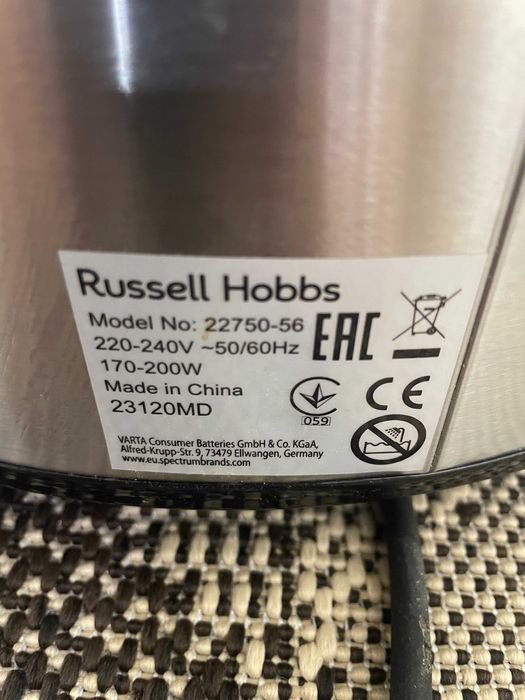 Russell Hobbs
Model No: 22750-56
220-240V ~50/60Hz
170-200W
Made in China
23120MD
EAC
CE
059
VARTA Consumer Batteries GmbH & Co. KGaA,
Alfred-Krupp-Str. 9, 73479 Ellwangen, Germany
www.eu.spectrumbrands.com